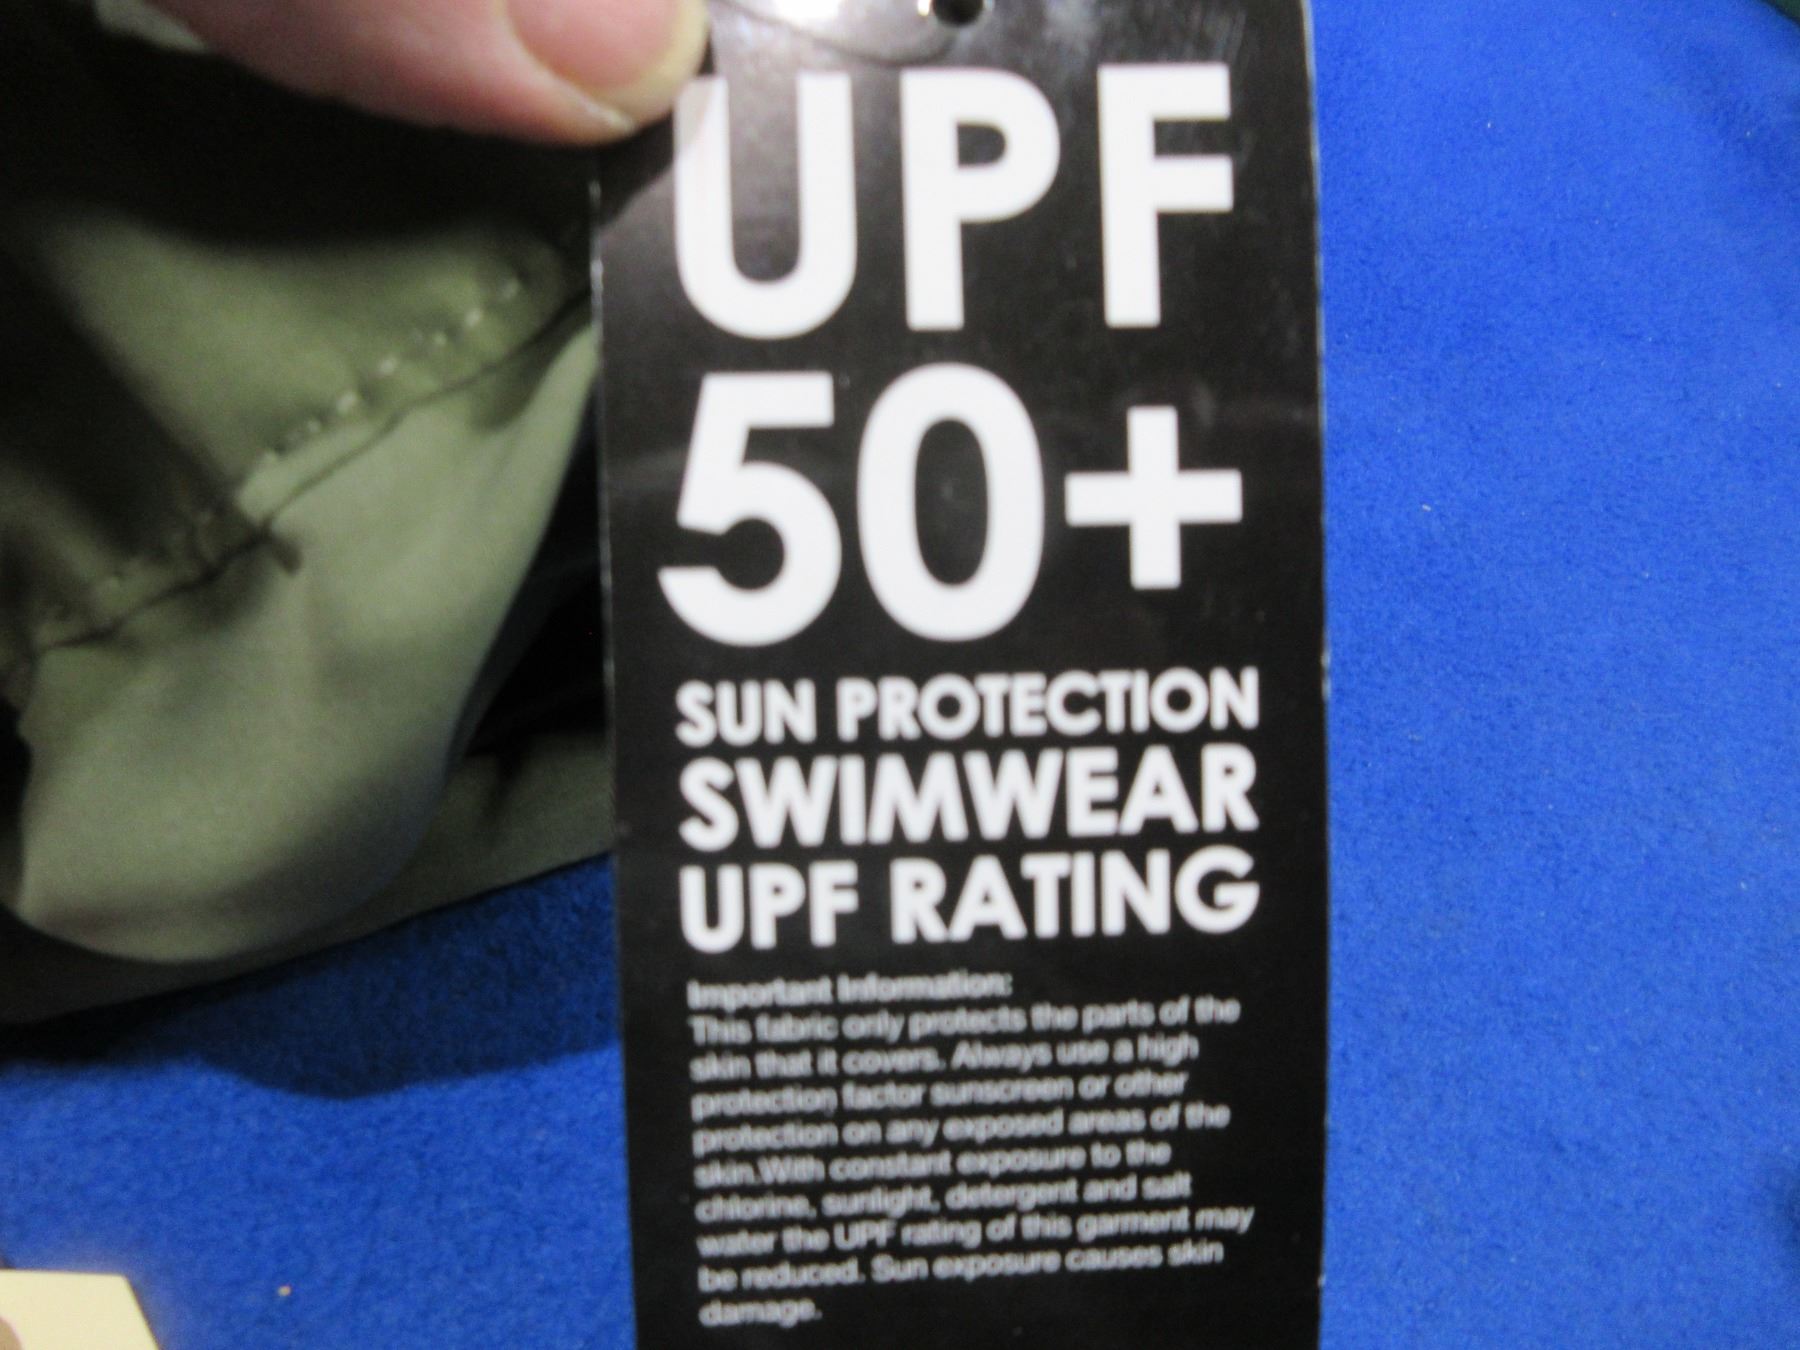 UPF
50+
SUN PROTECTION
SWIMWEAR
UPF RATING
Important Information:
This fabric only protects the parts of the
skin that it covers. Always use a high
protection factor sunscreen or other
protection on any exposed areas of the
skin.With constant exposure to the
chlorine, sunlight, detergent and salt
water the UPF rating of this garment may
be reduced. Sun exposure causes skin
damage.